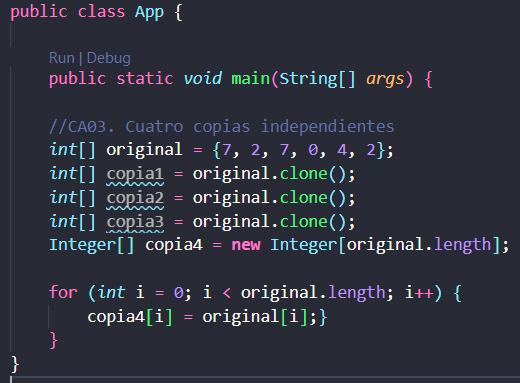 public class App {
Run | Debug
public static void main(String[] args) {
//CA03. Cuatro copias independientes
int[] original = {7, 2, 7, 0, 4, 2};
int[] copia1 = original.clone();
int[] copia2 = original.clone();
int[] copia3 = original.clone();
Integer[] copia4 = new Integer[original.length];
for (int i = 0; i < original.length; i++) {
copia4[i] = original[i];}
}
}